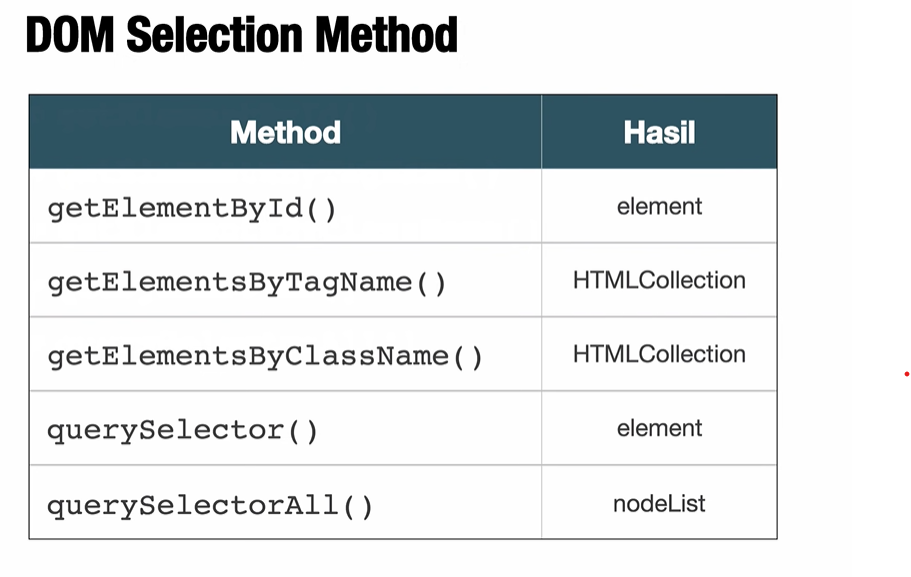 DOM Selection Method
Method Hasil
getElementById() element
getElementsByTagName() HTMLCollection
getElementsByClassName() HTMLCollection
querySelector() element
querySelectorAll() nodeList